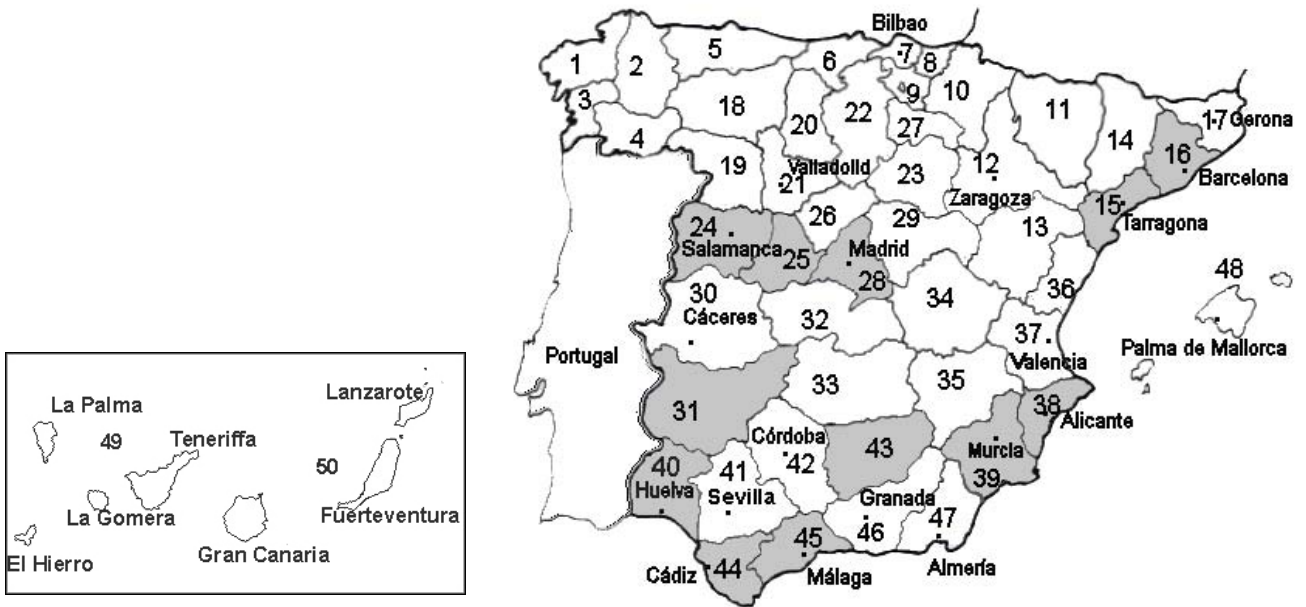 Bilbao
5
7
6
8
1
2
9
10
11
3
18
22
17
Gerona
20
27
14
4
12
16
Valladolid
19
21
23
Barcelona
Zaragoza
26
29
15
24
13
Tarragona
Salamanca
Madrid
25
28
48
30
34
36
Cáceres
32
37
Portugal
Valencia
Palma de Mallorca
33
35
31
38
Alicante
Córdoba
43
Murcia
40
41
42
39
Huelva
Sevilla
Granada
47
46
45
Cádiz
44
Málaga
Almería
Lanzarote
La Palma
49
Teneriffa
50
La Gomera
Fuerteventura
El Hierro
Gran Canaria